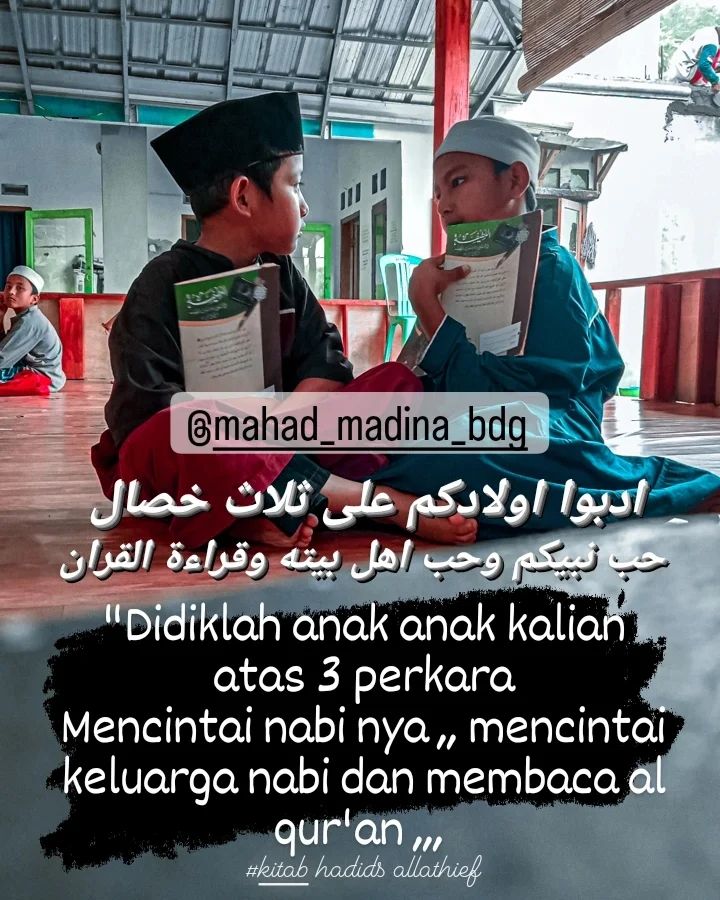 @mahad_madina_bdg
ادبوا اولادكم على ثلاث خصال
حب نبيكم وحب اهل بيته وقراءة القران
"Didiklah anak anak kalian
atas 3 perkara
Mencintai nabi nya,, mencintai
keluarga nabi dan membaca al
qur'an,,,
#kitab hadids allathief